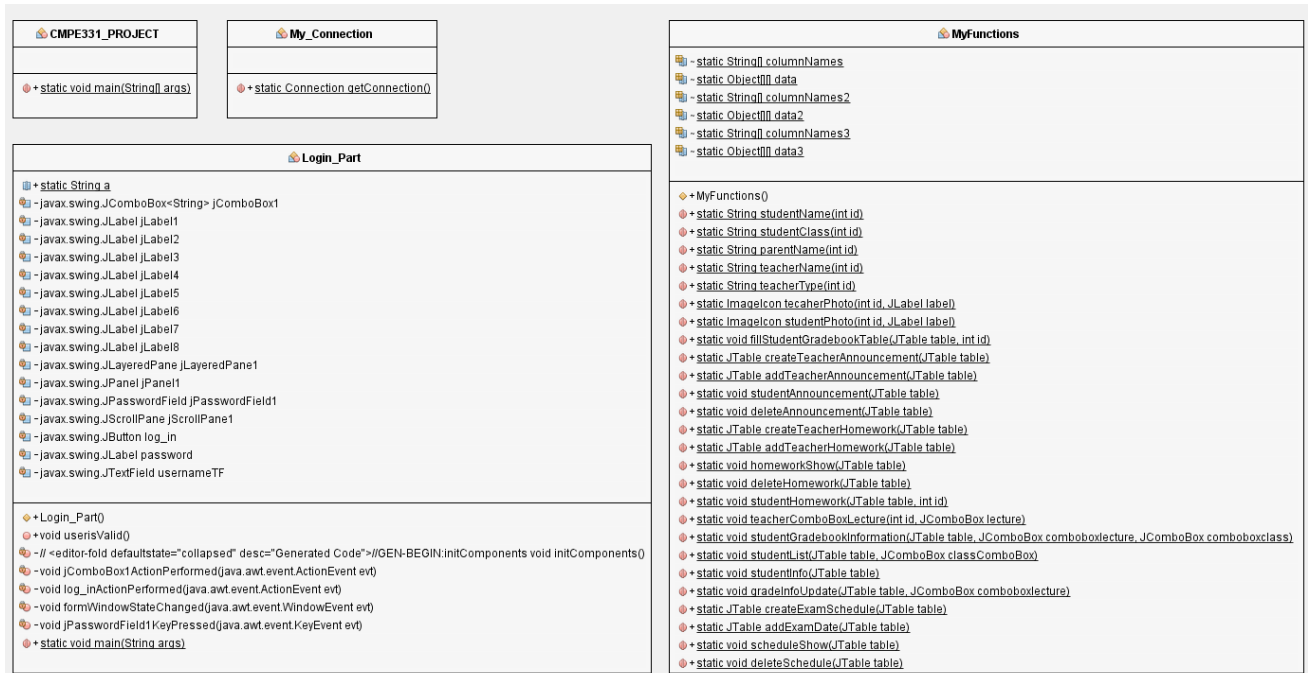 CMPE331_PROJECT
+static void main(String[] args)
My_Connection
+static Connection getConnection()
Login_Part
+static String a
-javax.swing.JComboBox<String> jComboBox1
-javax.swing.JLabel jLabel1
-javax.swing.JLabel jLabel2
-javax.swing.JLabel jLabel3
-javax.swing.JLabel jLabel4
-javax.swing.JLabel jLabel5
-javax.swing.JLabel jLabel6
-javax.swing.JLabel jLabel7
-javax.swing.JLabel jLabel8
-javax.swing.JLayeredPane jLayeredPane1
-javax.swing.JPanel jPanel1
-javax.swing.JPasswordField jPasswordField1
-javax.swing.JScrollPane jScrollPane1
-javax.swing.JButton log_in
-javax.swing.JLabel password
-javax.swing.JTextField usernameTF
+Login_Part()
+void userisValid()
-// <editor-fold defaultstate="collapsed" desc="Generated Code">//GEN-BEGIN:initComponents void initComponents()
-void jComboBox1ActionPerformed(java.awt.event.ActionEvent evt)
-void log_inActionPerformed(java.awt.event.ActionEvent evt)
-void formWindowStateChanged(java.awt.event.WindowEvent evt)
-void jPasswordField1KeyPressed(java.awt.event.KeyEvent evt)
+static void main(String args)
MyFunctions
-static String[] columnNames
-static Object[][] data
-static String[] columnNames2
-static Object[][] data2
-static String[] columnNames3
-static Object[][] data3
+MyFunctions()
+static String studentName(int id)
+static String studentClass(int id)
+static String parentName(int id)
+static String teacherName(int id)
+static String teacherType(int id)
+static ImageIcon tecaherPhoto(int id, JLabel label)
+static ImageIcon studentPhoto(int id, JLabel label)
+static void fillStudentGradebookTable(JTable table, int id)
+static JTable createTeacherAnnouncement(JTable table)
+static JTable addTeacherAnnouncement(JTable table)
+static void studentAnnouncement(JTable table)
+static void deleteAnnouncement(JTable table)
+static JTable createTeacherHomework(JTable table)
+static JTable addTeacherHomework(JTable table)
+static void homeworkShow(JTable table)
+static void deleteHomework(JTable table)
+static void studentHomework(JTable table, int id)
+static void teacherComboBoxLecture(int id, JComboBox lecture)
+static void studentGradebookInformation(JTable table, JComboBox comboboxlecture, JComboBox comboboxclass)
+static void studentList(JTable table, JComboBox classComboBox)
+static void studentInfo(JTable table)
+static void gradeInfoUpdate(JTable table, JComboBox comboboxlecture)
+static JTable createExamSchedule(JTable table)
+static JTable addExamDate(JTable table)
+static void scheduleShow(JTable table)
+static void deleteSchedule(JTable table)